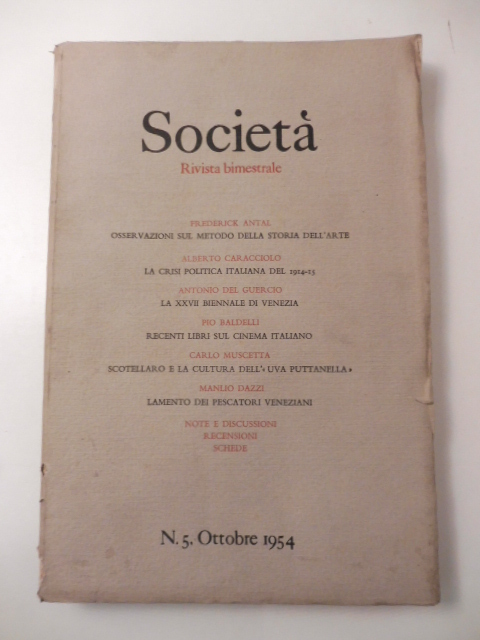 Società
Rivista bimestrale
FREDERICK ANTAL
OSSERVAZIONI SUL METODO DELLA STORIA DELL'ARTE
ALBERTO CARACCIOLO
LA CRISI POLITICA ITALIANA DEL 1914-15
ANTONIO DEL GUERCIO
LA XXVII BIENNALE DI VENEZIA
PIO BALDELLI
RECENTI LIBRI SUL CINEMA ITALIANO
CARLO MUSCETTA
SCOTELLARO E LA CULTURA DELL'«UVA PUTTANELLA»
MANLIO DAZZI
LAMENTO DEI PESCATORI VENEZIANI
NOTE E DISCUSSIONI
RECENSIONI
SCHEDE
N. 5, Ottobre 1954